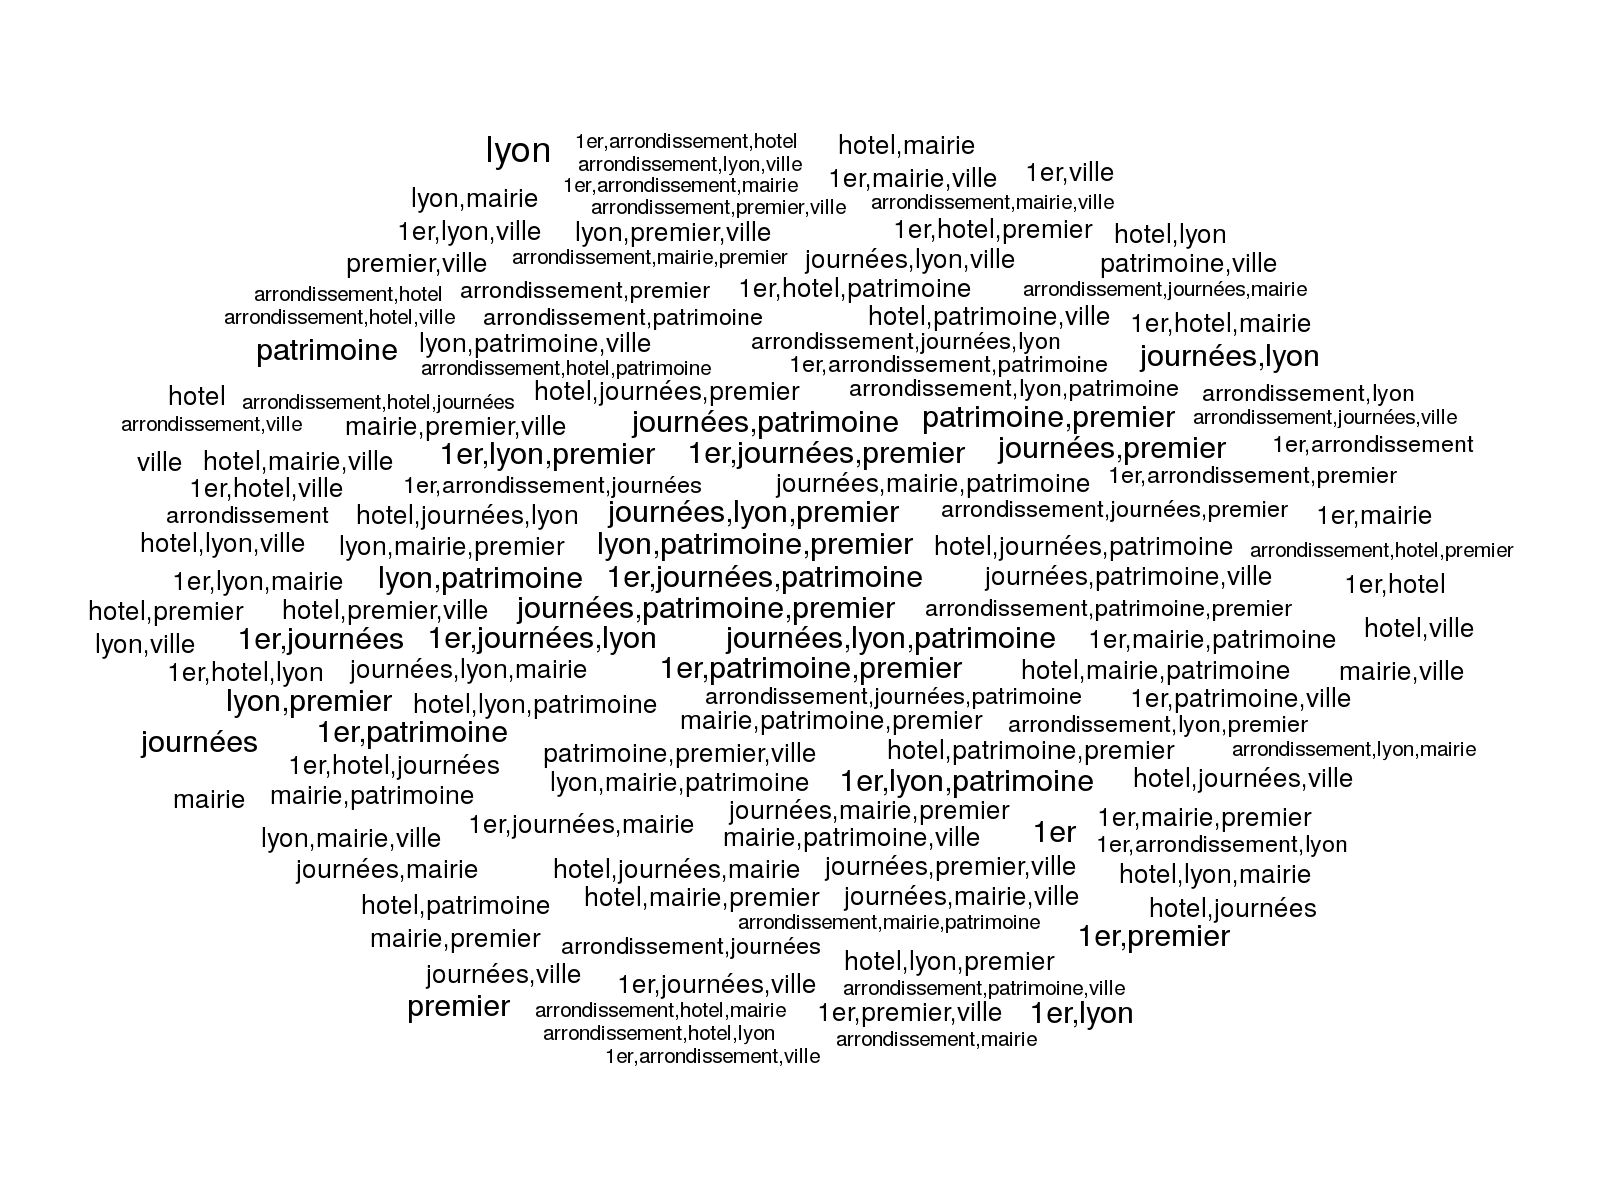 lyon 1er,arrondissement,hotel hotel,mairie
arrondissement,lyon,ville
1er,arrondissement,mairie 1er,mairie,ville 1er,ville
lyon,mairie arrondissement,premier,ville arrondissement,mairie,ville
1er,lyon,ville lyon,premier,ville 1er,hotel,premier hotel,lyon
premier,ville arrondissement,mairie,premier journées,lyon,ville patrimoine,ville
arrondissement,hotel arrondissement,premier 1er,hotel,patrimoine arrondissement,journées,mairie
arrondissement,hotel,ville arrondissement,patrimoine hotel,patrimoine,ville 1er,hotel,mairie
patrimoine lyon,patrimoine,ville arrondissement,journées,lyon journées,lyon
arrondissement,hotel,patrimoine 1er,arrondissement,patrimoine
hotel arrondissement,hotel,journées hotel,journées,premier arrondissement,lyon,patrimoine arrondissement,lyon
arrondissement,ville mairie,premier,ville journées,patrimoine patrimoine,premier arrondissement,journées,ville
ville hotel,mairie,ville 1er,lyon,premier 1er,journées,premier journées,premier 1er,arrondissement
1er,hotel,ville 1er,arrondissement,journées journées,mairie,patrimoine 1er,arrondissement,premier
arrondissement hotel,journées,lyon journées,lyon,premier arrondissement,journées,premier 1er,mairie
hotel,lyon,ville lyon,mairie,premier lyon,patrimoine,premier hotel,journées,patrimoine arrondissement,hotel,premier
1er,lyon,mairie lyon,patrimoine 1er,journées,patrimoine journées,patrimoine,ville 1er,hotel
hotel,premier hotel,premier,ville journées,patrimoine,premier arrondissement,patrimoine,premier
lyon,ville 1er,journées 1er,journées,lyon journées,lyon,patrimoine 1er,mairie,patrimoine hotel,ville
1er,hotel,lyon journées,lyon,mairie 1er,patrimoine,premier hotel,mairie,patrimoine mairie,ville
lyon,premier hotel,lyon,patrimoine arrondissement,journées,patrimoine 1er,patrimoine,ville
journées 1er,patrimoine mairie,patrimoine,premier arrondissement,lyon,premier
patrimoine,premier,ville hotel,patrimoine,premier arrondissement,lyon,mairie
1er,hotel,journées lyon,mairie,patrimoine 1er,lyon,patrimoine hotel,journées,ville
mairie mairie,patrimoine journées,mairie,premier 1er,mairie,premier
lyon,mairie,ville 1er,journées,mairie mairie,patrimoine,ville 1er 1er,arrondissement,lyon
journées,mairie hotel,journées,mairie journées,premier,ville hotel,lyon,mairie
hotel,patrimoine hotel,mairie,premier journées,mairie,ville hotel,journées
arrondissement,mairie,patrimoine
mairie,premier arrondissement,journées 1er,premier
journées,ville 1er,journées,ville hotel,lyon,premier
arrondissement,patrimoine,ville
premier arrondissement,hotel,mairie 1er,premier,ville 1er,lyon
arrondissement,hotel,lyon arrondissement,mairie
1er,arrondissement,ville